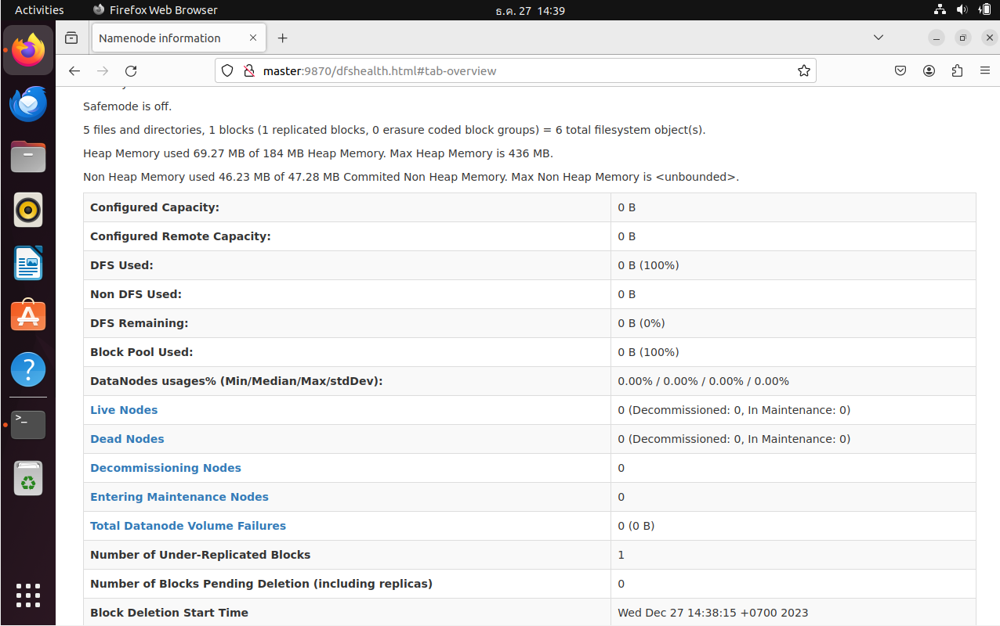 Activities
Firefox Web Browser
ธ.ค. 27 14:39
Namenode information
master:9870/dfshealth.html#tab-overview
Safemode is off.
5 files and directories, 1 blocks (1 replicated blocks, 0 erasure coded block groups) = 6 total filesystem object(s).
Heap Memory used 69.27 MB of 184 MB Heap Memory. Max Heap Memory is 436 MB.
Non Heap Memory used 46.23 MB of 47.28 MB Commited Non Heap Memory. Max Non Heap Memory is <unbounded>.
Configured Capacity: 0 B
Configured Remote Capacity: 0 B
DFS Used: 0 B (100%)
Non DFS Used: 0 B
DFS Remaining: 0 B (0%)
Block Pool Used: 0 B (100%)
DataNodes usages% (Min/Median/Max/stdDev): 0.00% / 0.00% / 0.00% / 0.00%
Live Nodes 0 (Decommissioned: 0, In Maintenance: 0)
Dead Nodes 0 (Decommissioned: 0, In Maintenance: 0)
Decommissioning Nodes 0
Entering Maintenance Nodes 0
Total Datanode Volume Failures 0 (0 B)
Number of Under-Replicated Blocks 1
Number of Blocks Pending Deletion (including replicas) 0
Block Deletion Start Time Wed Dec 27 14:38:15 +0700 2023